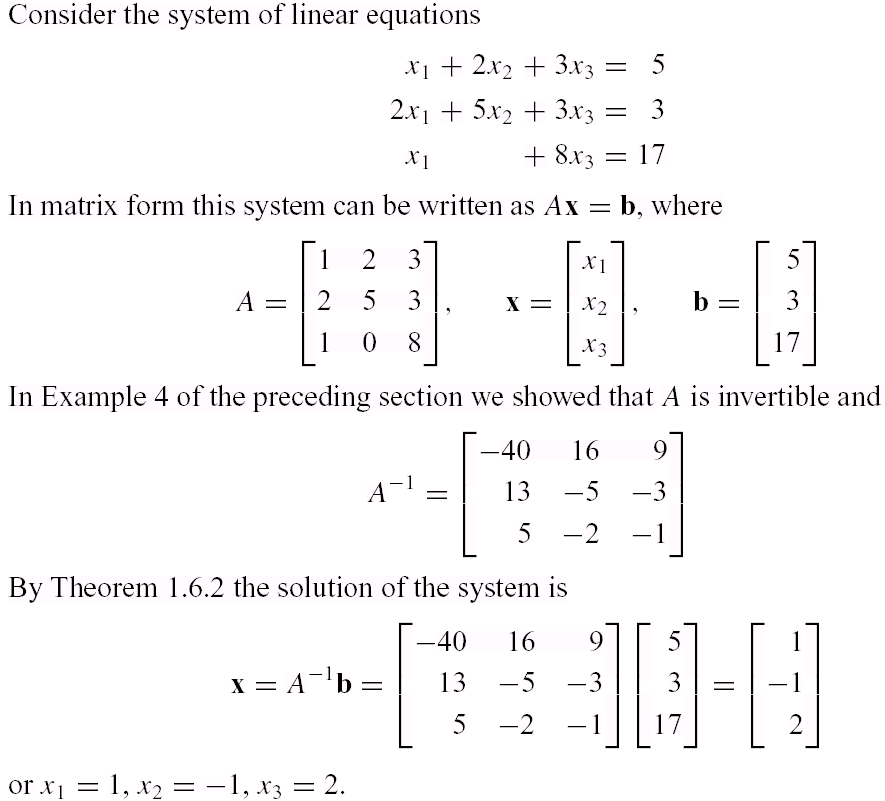 Consider the system of linear equations
x₁ + 2x₂ + 3x₃ = 5
2x₁ + 5x₂ + 3x₃ = 3
x₁ + 8x₃ = 17
In matrix form this system can be written as Ax = b, where
A = [1 2 3; 2 5 3; 1 0 8], x = [x₁; x₂; x₃], b = [5; 3; 17]
In Example 4 of the preceding section we showed that A is invertible and
A⁻¹ = [−40 16 9; 13 −5 −3; 5 −2 −1]
By Theorem 1.6.2 the solution of the system is
x = A⁻¹b = [−40 16 9; 13 −5 −3; 5 −2 −1] [5; 3; 17] = [1; −1; 2]
or x₁ = 1, x₂ = −1, x₃ = 2.